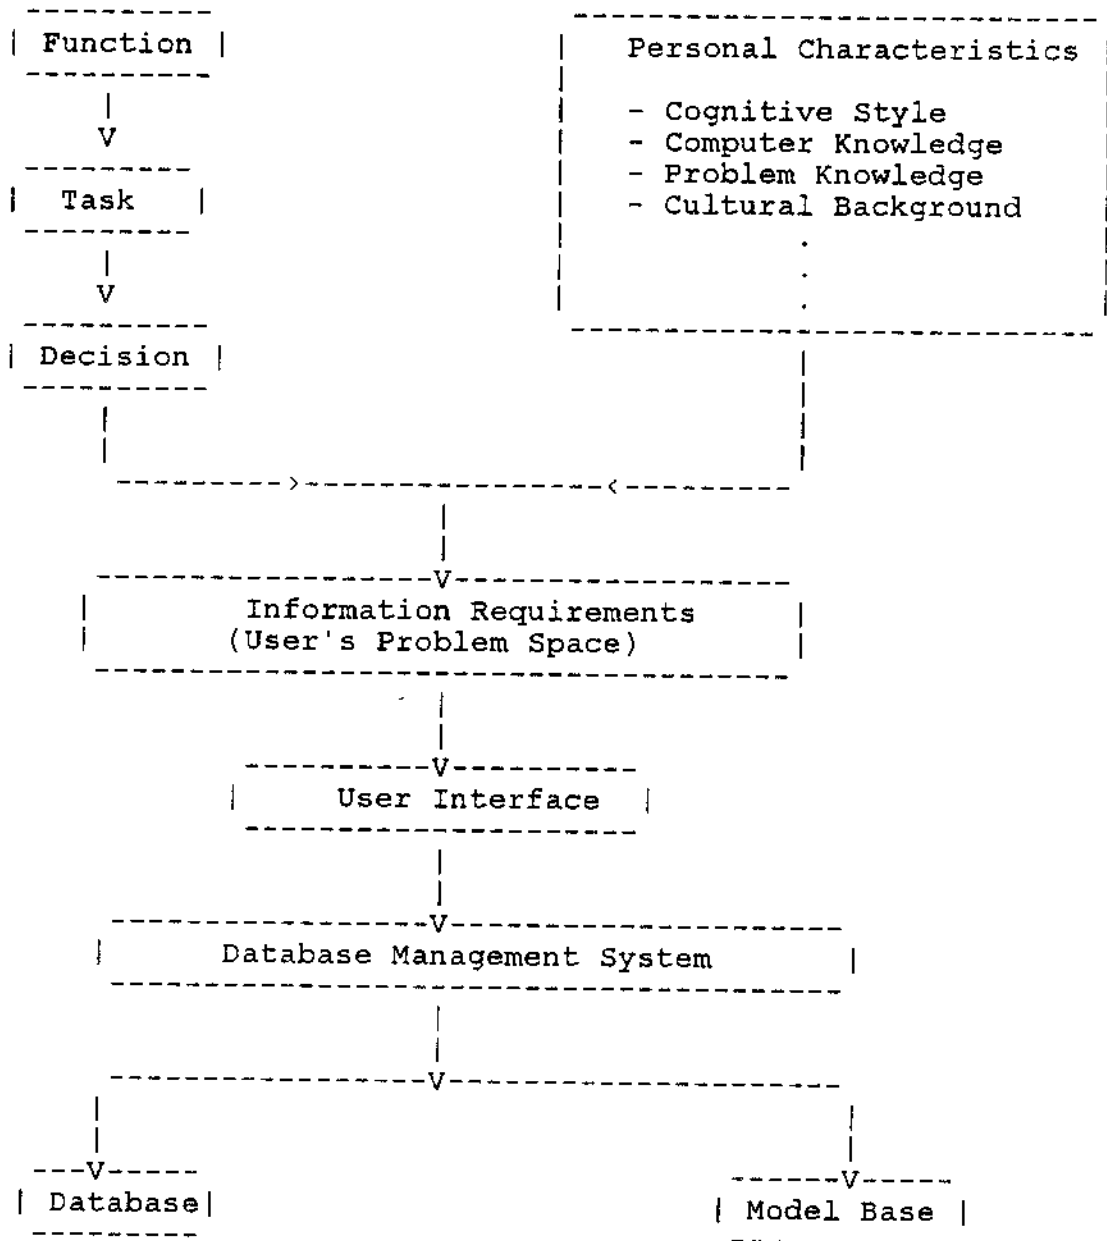 Function
Task
Decision
Personal Characteristics
- Cognitive Style
- Computer Knowledge
- Problem Knowledge
- Cultural Background
.
.
.
Information Requirements
(User's Problem Space)
User Interface
Database Management System
Database
Model Base